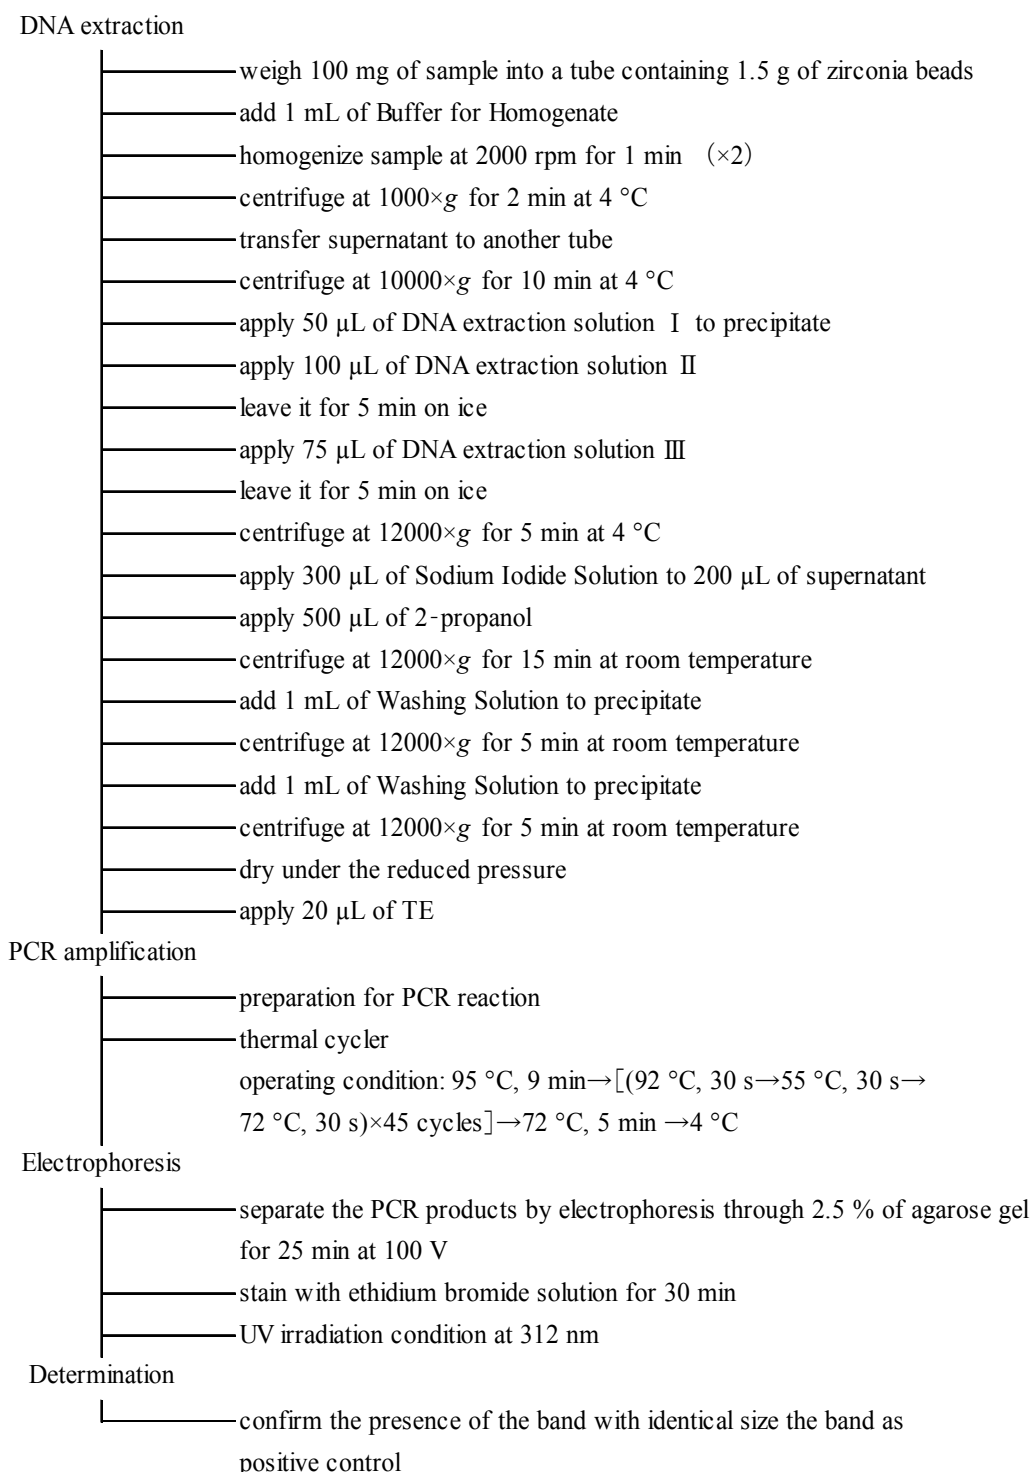 DNA extraction
weigh 100 mg of sample into a tube containing 1.5 g of zirconia beads
add 1 mL of Buffer for Homogenate
homogenize sample at 2000 rpm for 1 min （×2）
centrifuge at 1000×g for 2 min at 4 °C
transfer supernatant to another tube
centrifuge at 10000×g for 10 min at 4 °C
apply 50 µL of DNA extraction solution Ⅰ to precipitate
apply 100 µL of DNA extraction solution Ⅱ
leave it for 5 min on ice
apply 75 µL of DNA extraction solution Ⅲ
leave it for 5 min on ice
centrifuge at 12000×g for 5 min at 4 °C
apply 300 µL of Sodium Iodide Solution to 200 µL of supernatant
apply 500 µL of 2-propanol
centrifuge at 12000×g for 15 min at room temperature
add 1 mL of Washing Solution to precipitate
centrifuge at 12000×g for 5 min at room temperature
add 1 mL of Washing Solution to precipitate
centrifuge at 12000×g for 5 min at room temperature
dry under the reduced pressure
apply 20 µL of TE
PCR amplification
preparation for PCR reaction
thermal cycler
operating condition: 95 °C, 9 min→[(92 °C, 30 s→55 °C, 30 s→
72 °C, 30 s)×45 cycles]→72 °C, 5 min →4 °C
Electrophoresis
separate the PCR products by electrophoresis through 2.5 % of agarose gel
for 25 min at 100 V
stain with ethidium bromide solution for 30 min
UV irradiation condition at 312 nm
Determination
confirm the presence of the band with identical size the band as
positive control